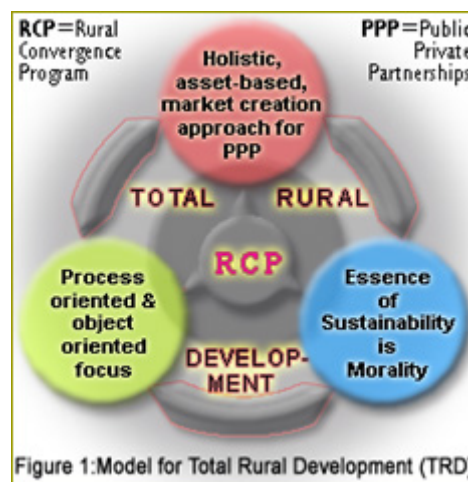 RCP=Rural
Convergence
Program
PPP=Public
Private
Partnerships
Holistic,
asset-based,
market creation
approach for
PPP
TOTAL
RURAL
RCP
Process
oriented &
object
oriented
focus
Essence
of
Sustainability
is
Morality
DEVELOP-
MENT
Figure 1:Model for Total Rural Development (TRD)